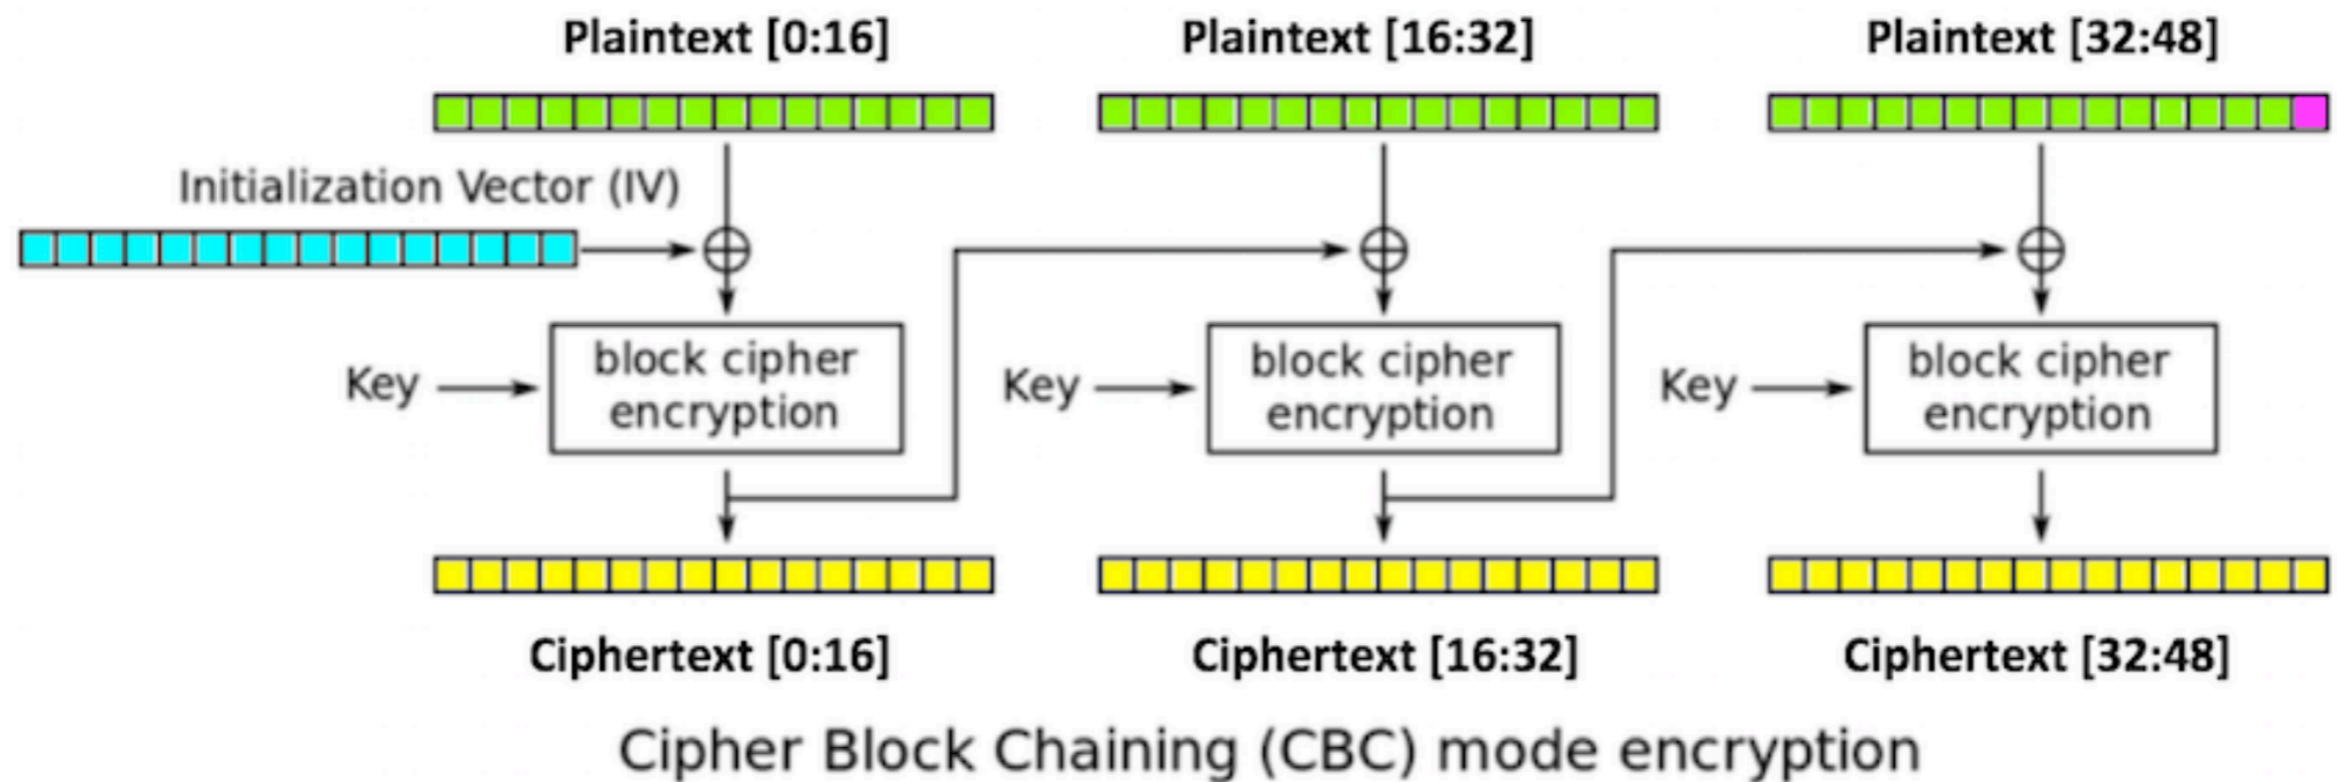 Plaintext [0:16]
Plaintext [16:32]
Plaintext [32:48]
Initialization Vector (IV)
Key
block cipher
encryption
Key
block cipher
encryption
Key
block cipher
encryption
Ciphertext [0:16]
Ciphertext [16:32]
Ciphertext [32:48]
Cipher Block Chaining (CBC) mode encryption